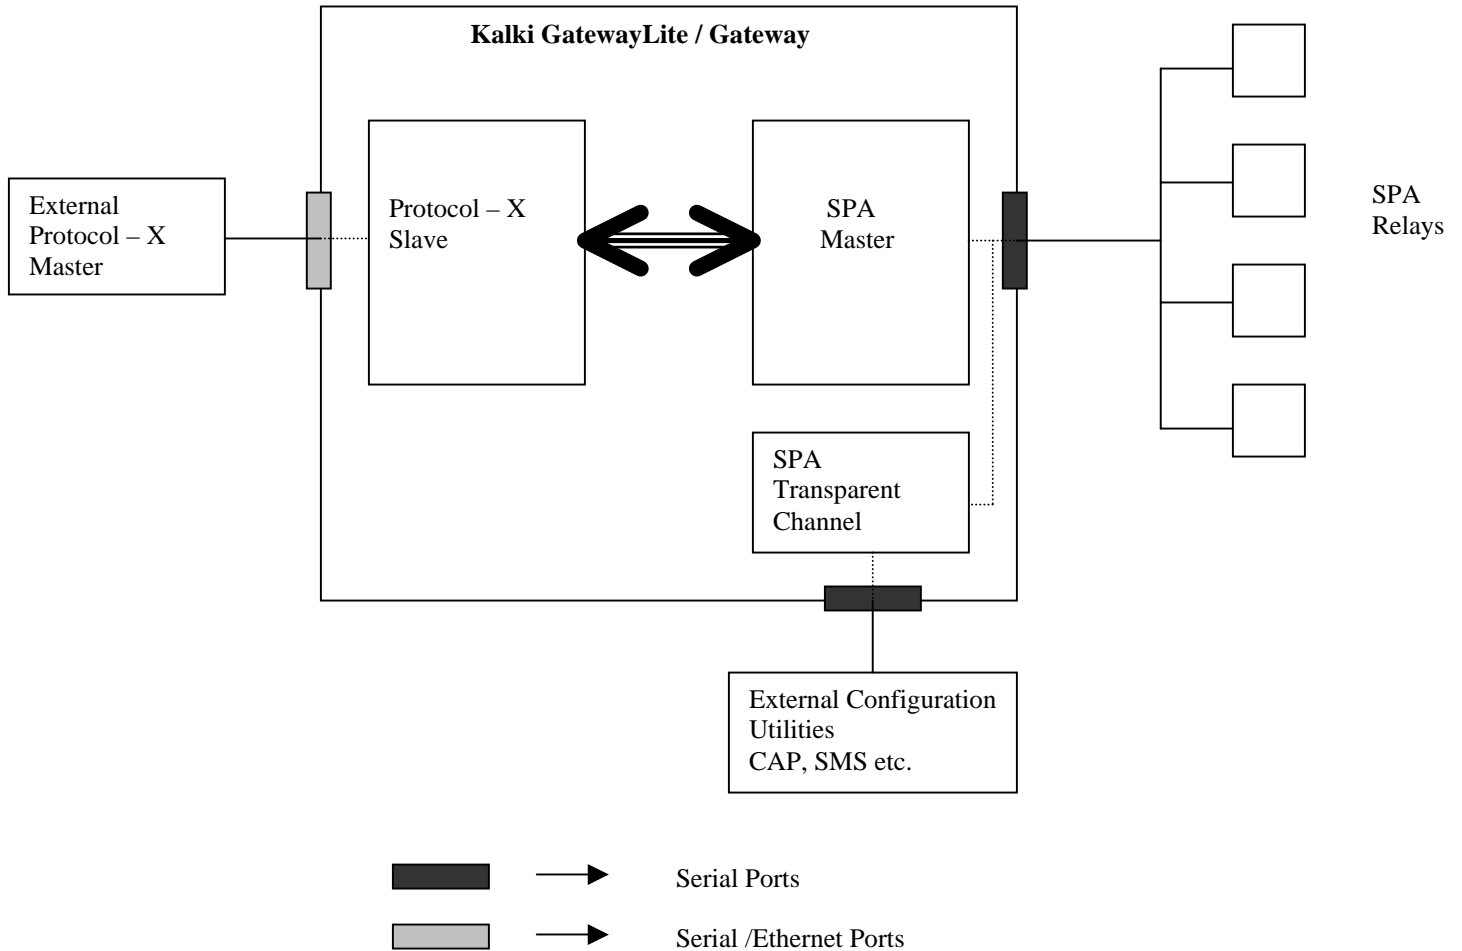 Kalki GatewayLite / Gateway
External
Protocol – X
Master
Protocol – X
Slave
SPA
Master
SPA
Relays
SPA
Transparent
Channel
External Configuration
Utilities
CAP, SMS etc.
Serial Ports
Serial /Ethernet Ports